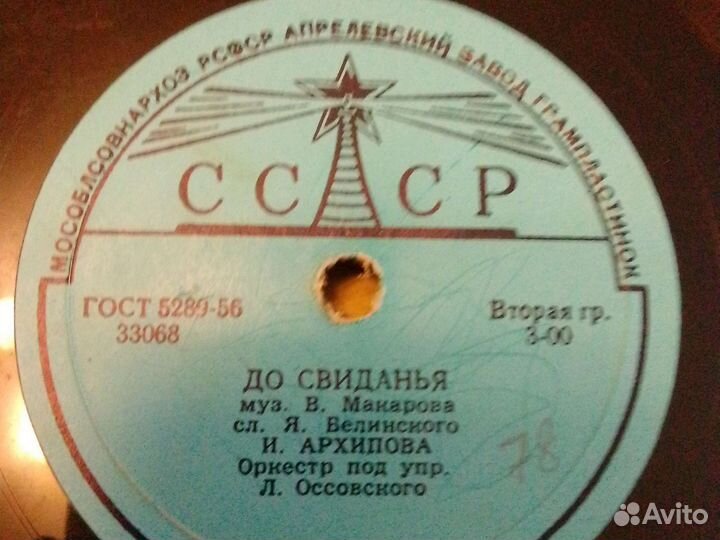 МОСОБЛСОВНАРХОЗ РСФСР АПРЕЛЕВСКИЙ ЗАВОД ГРАМПЛАСТИНОК
СССР
ГОСТ 5289-56
33068
Вторая гр.
3-00
ДО СВИДАНЬЯ
муз. В. Макарова
сл. Я. Белинского
И. АРХИПОВА
Оркестр под упр.
Л. Оссовского
78
Avito